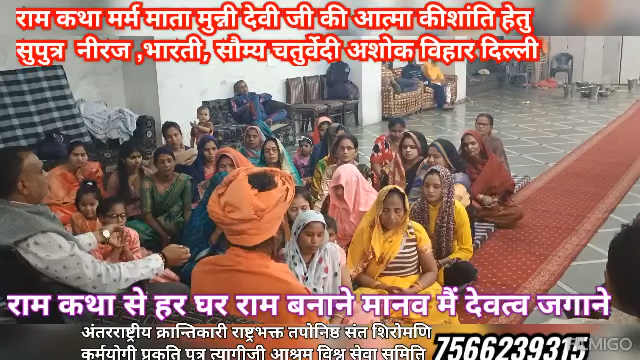 राम कथा मर्म माता मुन्नी देवी जी की आत्मा कीशांति हेतु
सुपुत्र नीरज ,भारती, सौम्य चतुर्वेदी अशोक विहार दिल्ली
राम कथा से हर घर राम बनाने मानव मैं देवत्व जगाने
अंतरराष्ट्रीय क्रान्तिकारी राष्ट्रभक्त तपोनिष्ठ संत शिरोमणि
कर्मयोगी प्रकृति पुत्र त्यागीजी आश्रम विश्व सेवा समिति 7566239315
FILMIGO